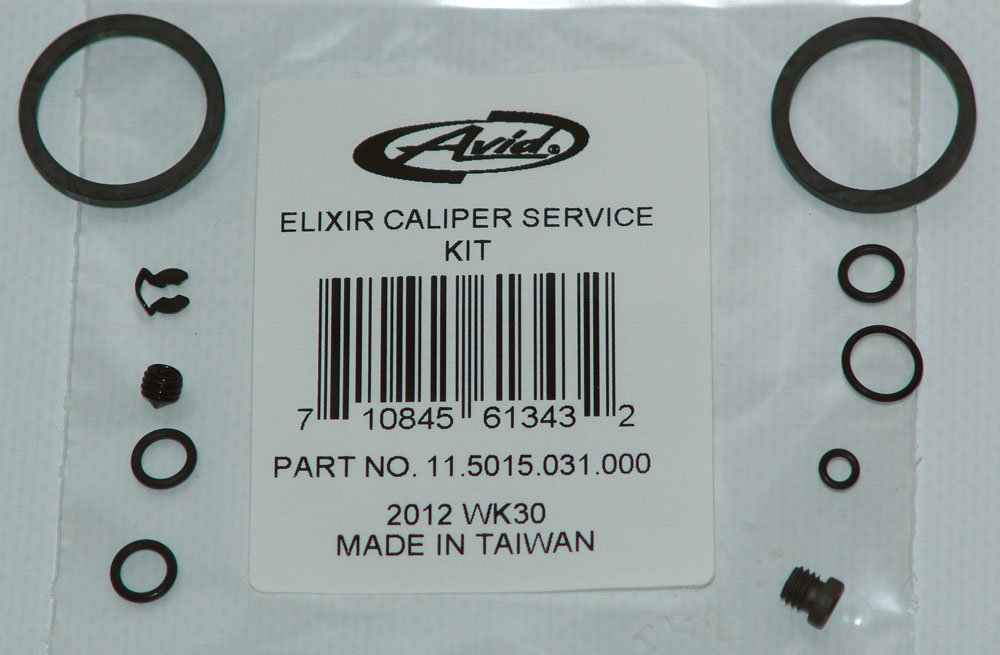 Avid®
ELIXIR CALIPER SERVICE
KIT
7 10845 61343 2
PART NO. 11.5015.031.000
2012 WK30
MADE IN TAIWAN